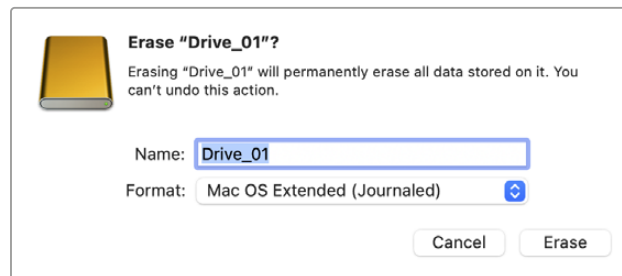 Erase “Drive_01”?
Erasing “Drive_01” will permanently erase all data stored on it. You
can’t undo this action.
Name: Drive_01
Format: Mac OS Extended (Journaled)
Cancel Erase